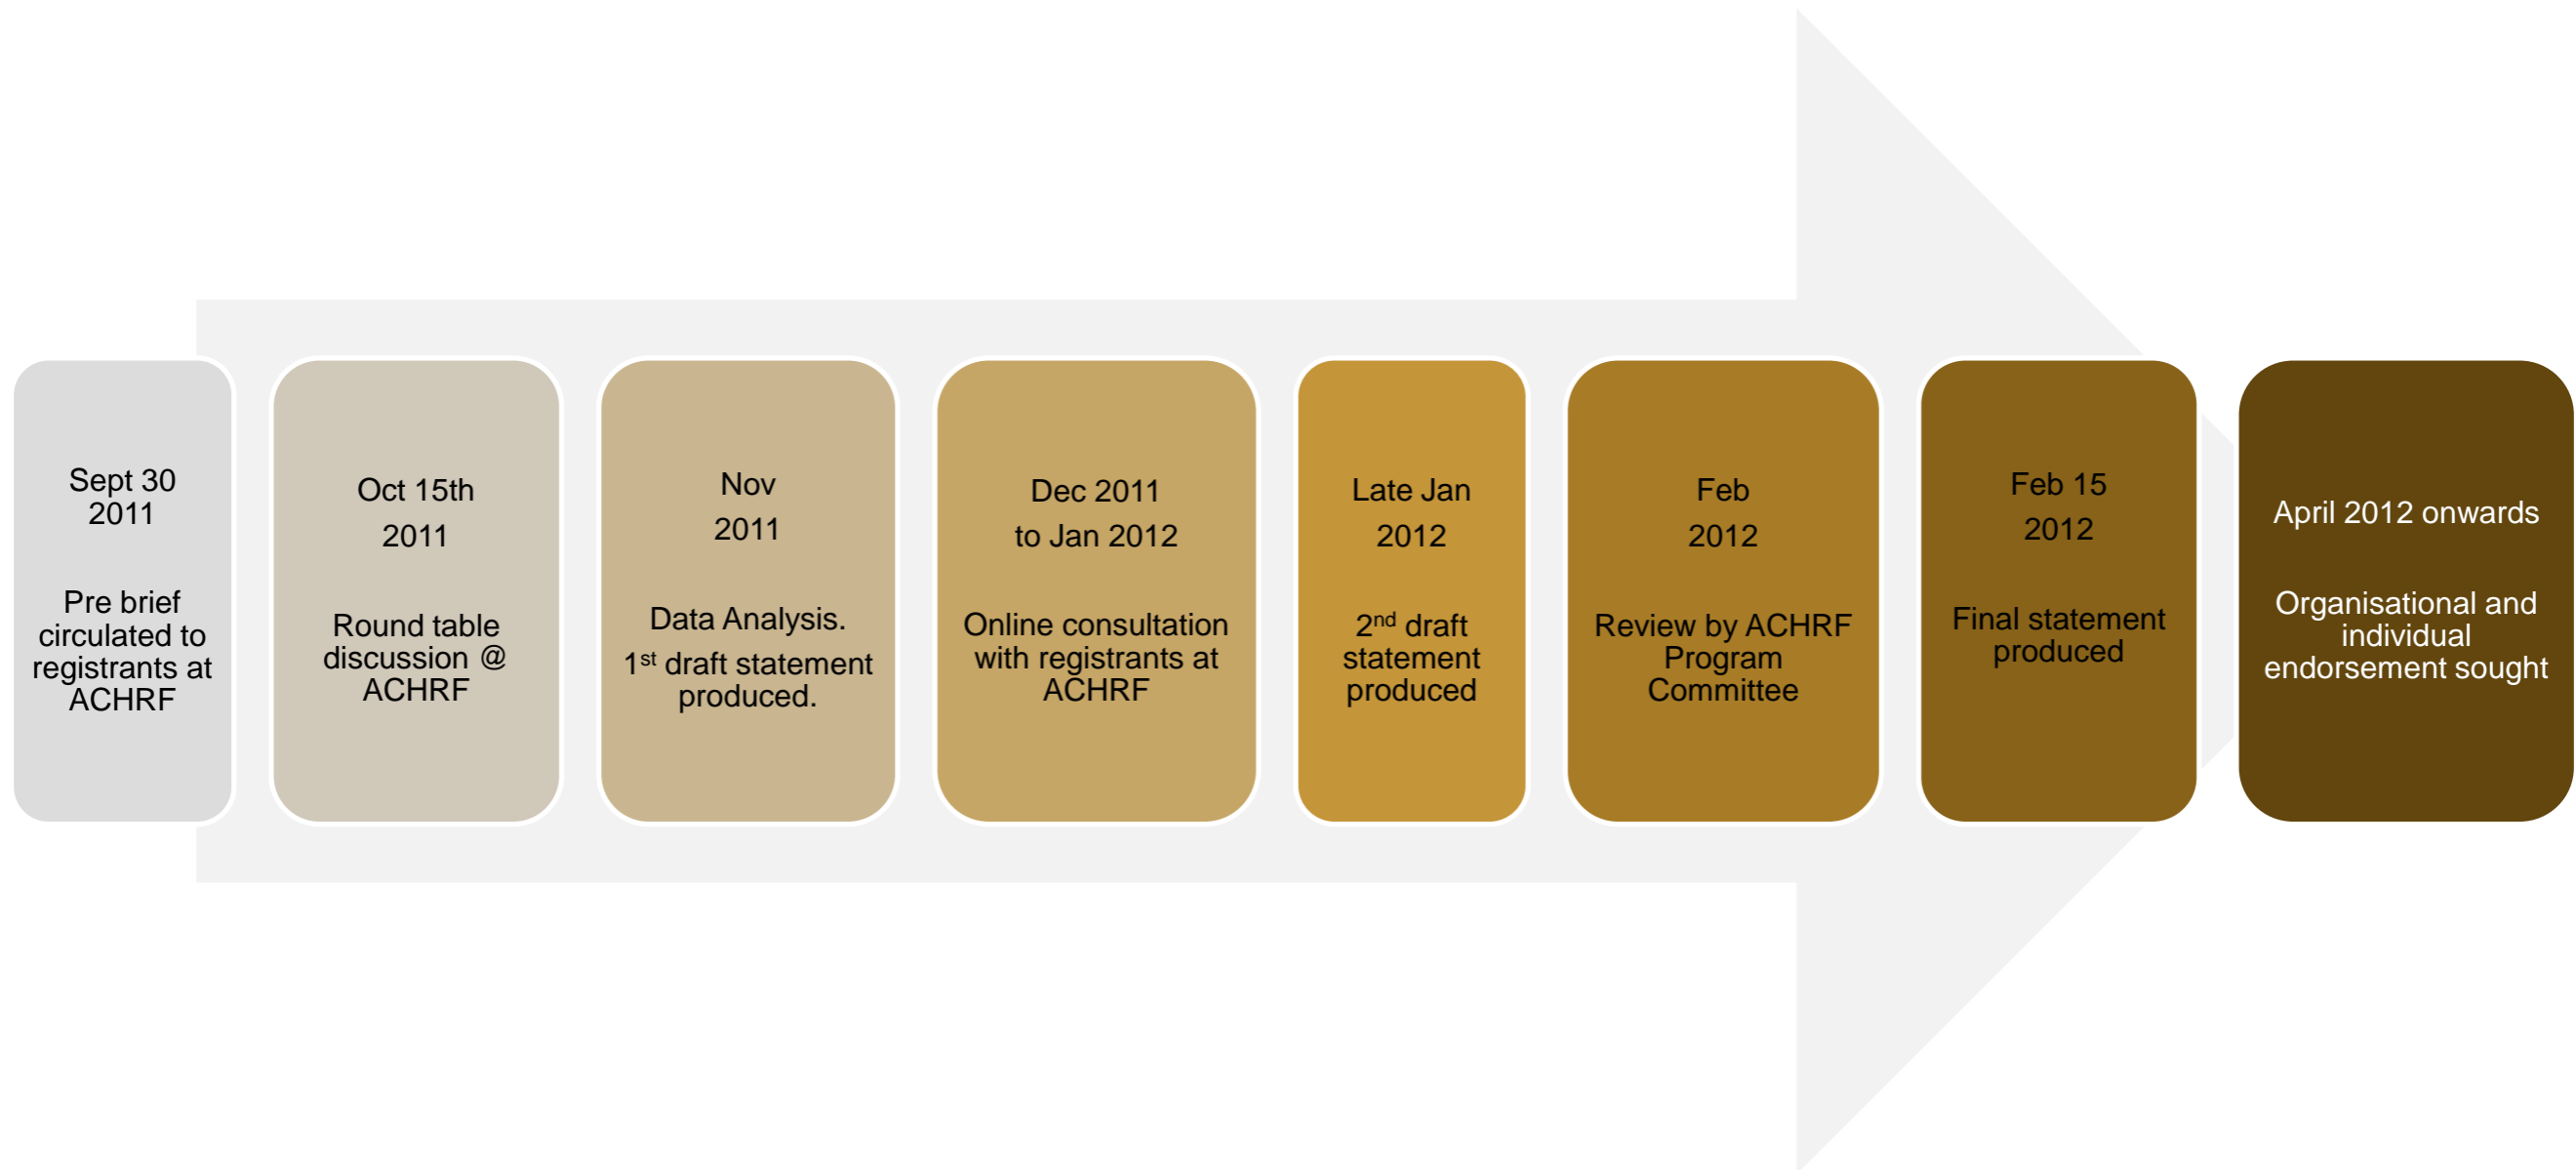 Sept 30
2011
Pre brief
circulated to
registrants at
ACHRF
Oct 15th
2011
Round table
discussion @
ACHRF
Nov
2011
Data Analysis.
1st draft statement
produced.
Dec 2011
to Jan 2012
Online consultation
with registrants at
ACHRF
Late Jan
2012
2nd draft
statement
produced
Feb
2012
Review by ACHRF
Program
Committee
Feb 15
2012
Final statement
produced
April 2012 onwards
Organisational and
individual
endorsement sought